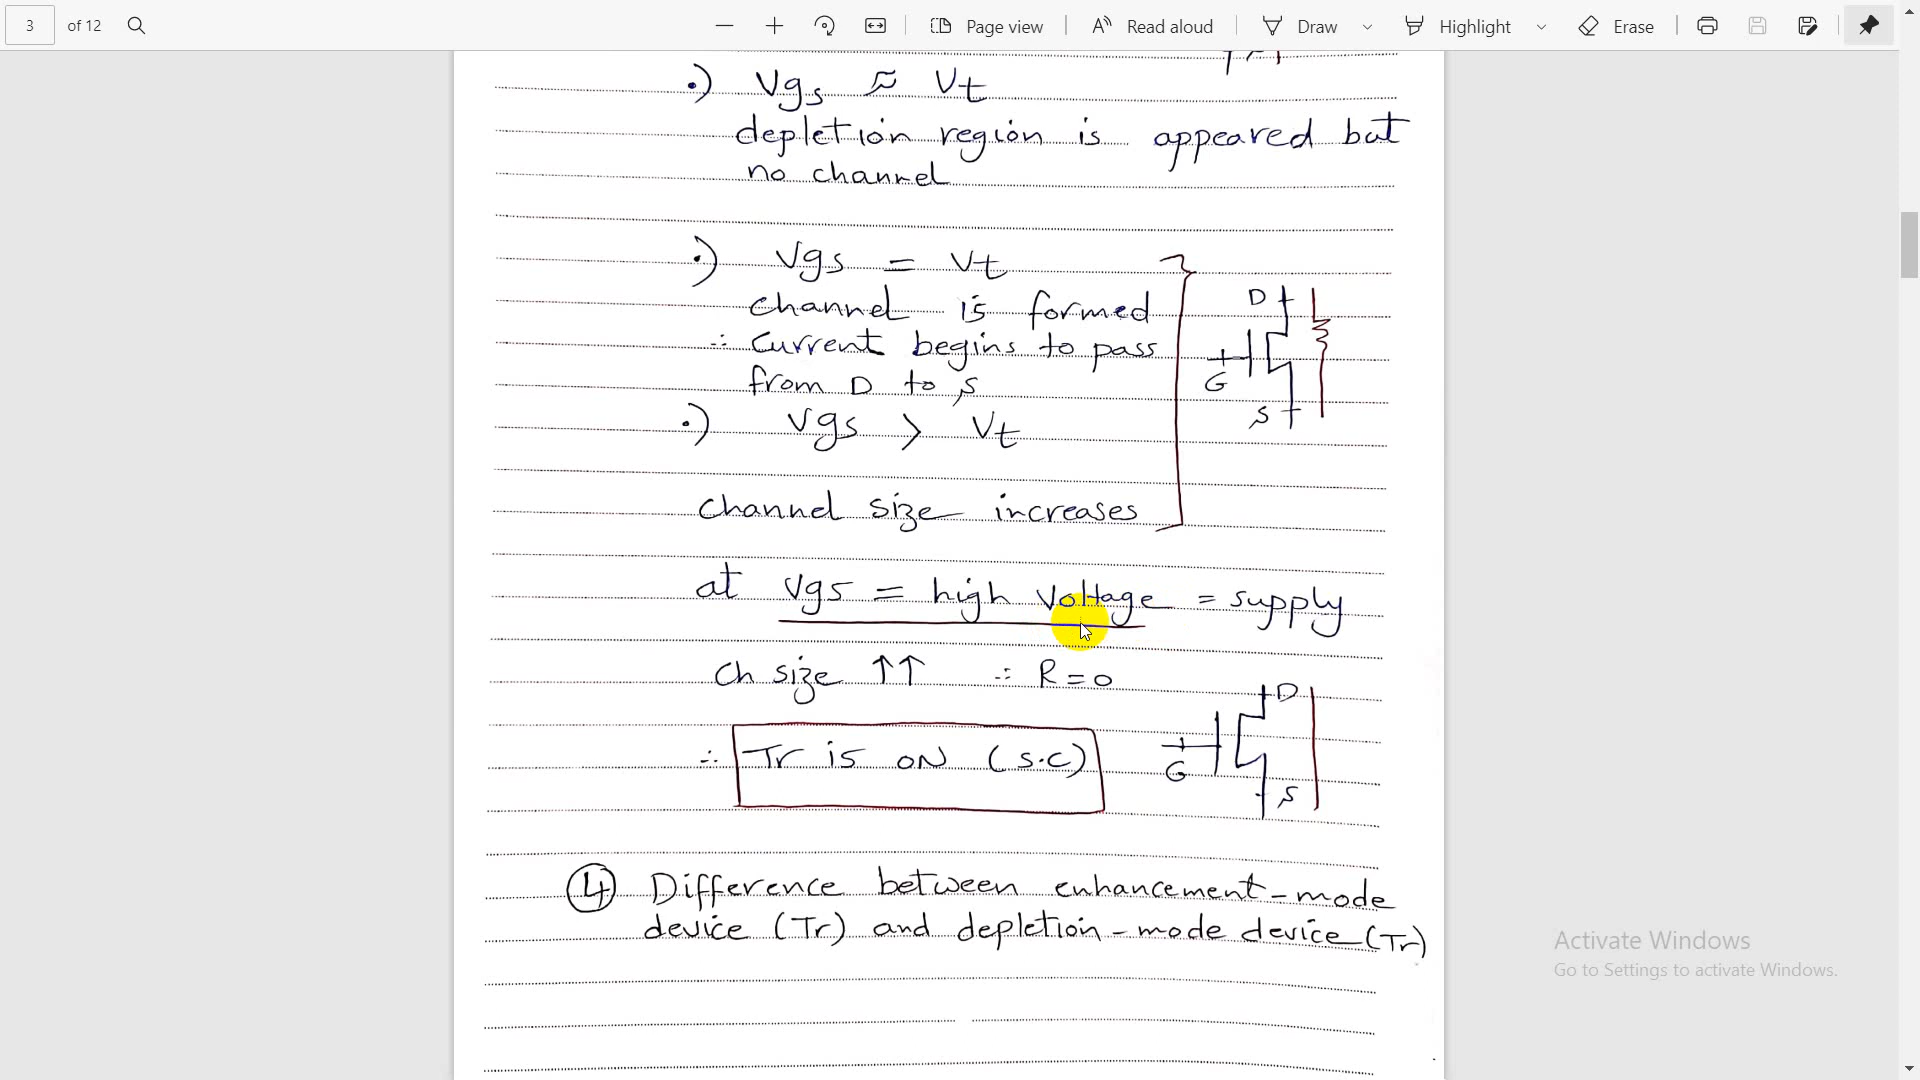 3 of 12 Page view Read aloud Draw Highlight Erase
·) Vgs ≈ Vt
depletion region is appeared but
no channel
·) Vgs = Vt
channel is formed
∴ Current begins to pass
from D to S
·) Vgs > Vt
channel size increases
D
G
S
at Vgs = high voltage = supply
Ch size ↑↑ ∴ R = 0
∴ Tr is ON (S.C)
D
G
S
4 Difference between enhancement-mode
device (Tr) and depletion-mode device (Tr)
Activate Windows
Go to Settings to activate Windows.